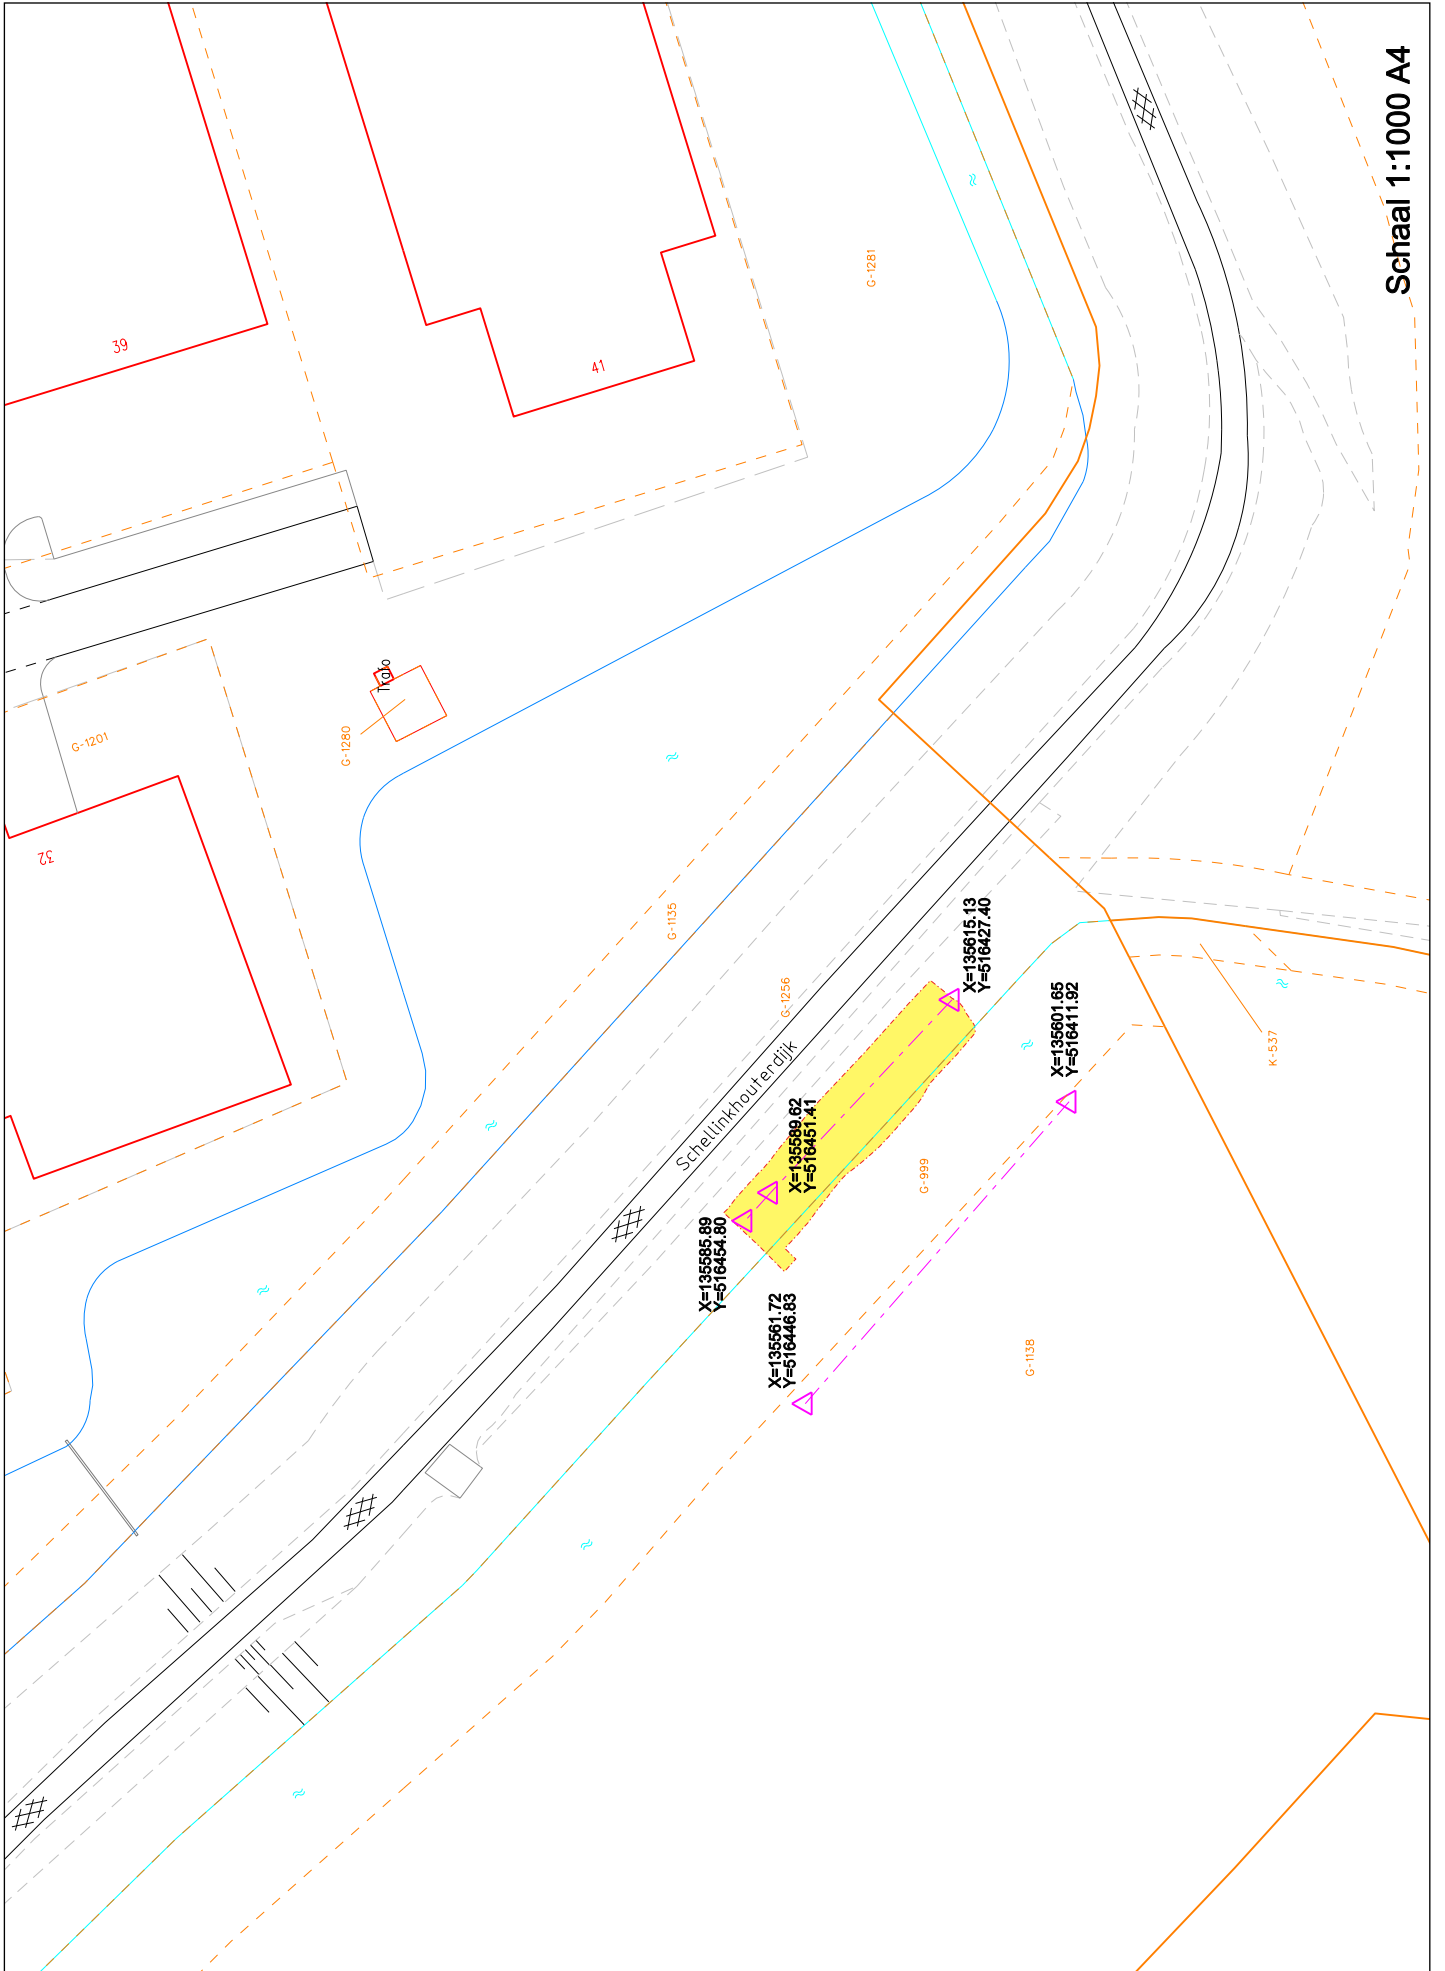 Schaal 1:1000 A4
G-1281
39
41
Trafo
G-1280
G-1201
32
G-1135
G-1256
Schellinkhouterdijk
X=135615.13
Y=516427.40
X=135601.65
Y=516411.92
K-537
X=135589.62
Y=516451.41
G-999
X=135585.89
Y=516454.80
X=135561.72
Y=516446.83
G-1138